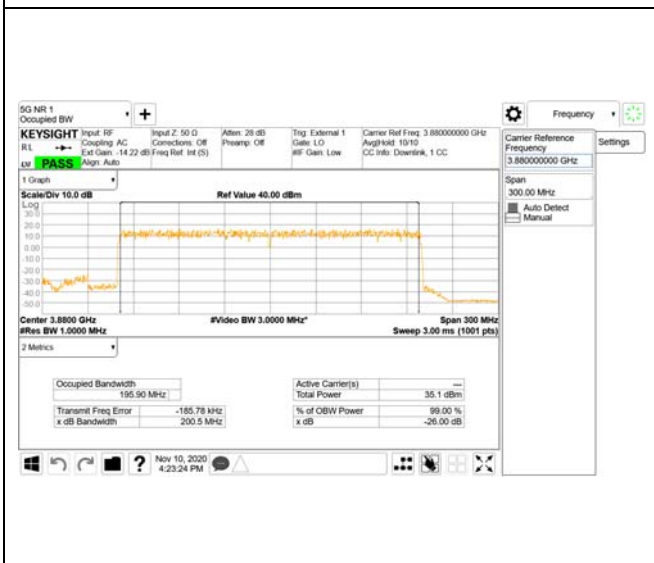 5G NR 1
Occupied BW
+
Frequency
KEYSIGHT Input: RF Input Z: 50 Ω Atten: 28 dB Trig: External 1 Carrier Ref Freq: 3.880000000 GHz
RL Coupling: AC Corrections: Off Preamp: Off Gate: LO Avg|Hold: 10/10
Ext Gain: -14.22 dB Freq Ref: Int (S) #IF Gain: Low CC Info: Downlink, 1 CC
PASS Align: Auto
Carrier Reference
Frequency
3.880000000 GHz
Settings
Span
300.00 MHz
Auto Detect
Manual
1 Graph
Scale/Div 10.0 dB Ref Value 40.00 dBm
Log
30.0
20.0
10.0
0.00
-10.0
-20.0
-30.0
-40.0
-50.0
Center 3.8800 GHz #Video BW 3.0000 MHz* Span 300 MHz
#Res BW 1.0000 MHz Sweep 3.00 ms (1001 pts)
2 Metrics
Occupied Bandwidth Active Carrier(s) ---
195.90 MHz Total Power 35.1 dBm
Transmit Freq Error -185.78 kHz % of OBW Power 99.00 %
x dB Bandwidth 200.5 MHz x dB -26.00 dB
? Nov 10, 2020
4:23:24 PM